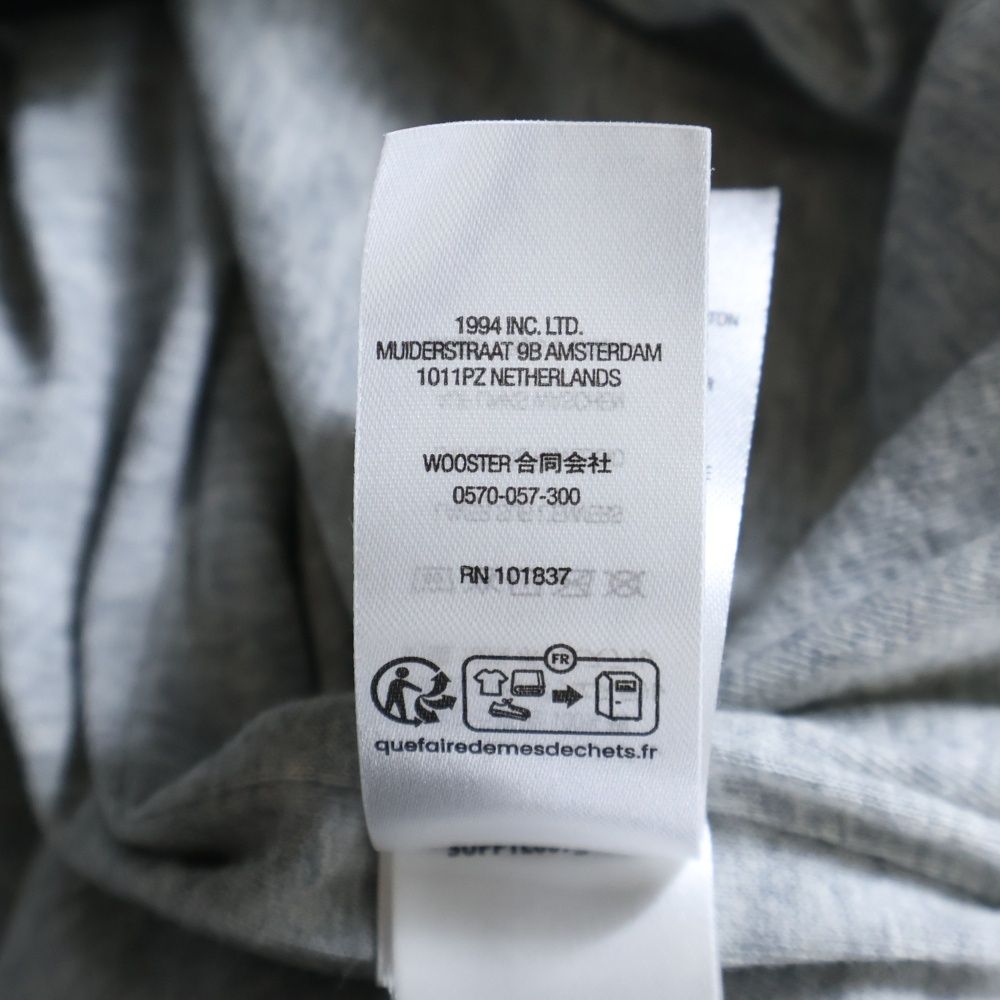 1994 INC. LTD.
MUIDERSTRAAT 9B AMSTERDAM
1011PZ NETHERLANDS
WOOSTER 合同会社
0570-057-300
RN 101837
FR
quefairedemesdechets.fr